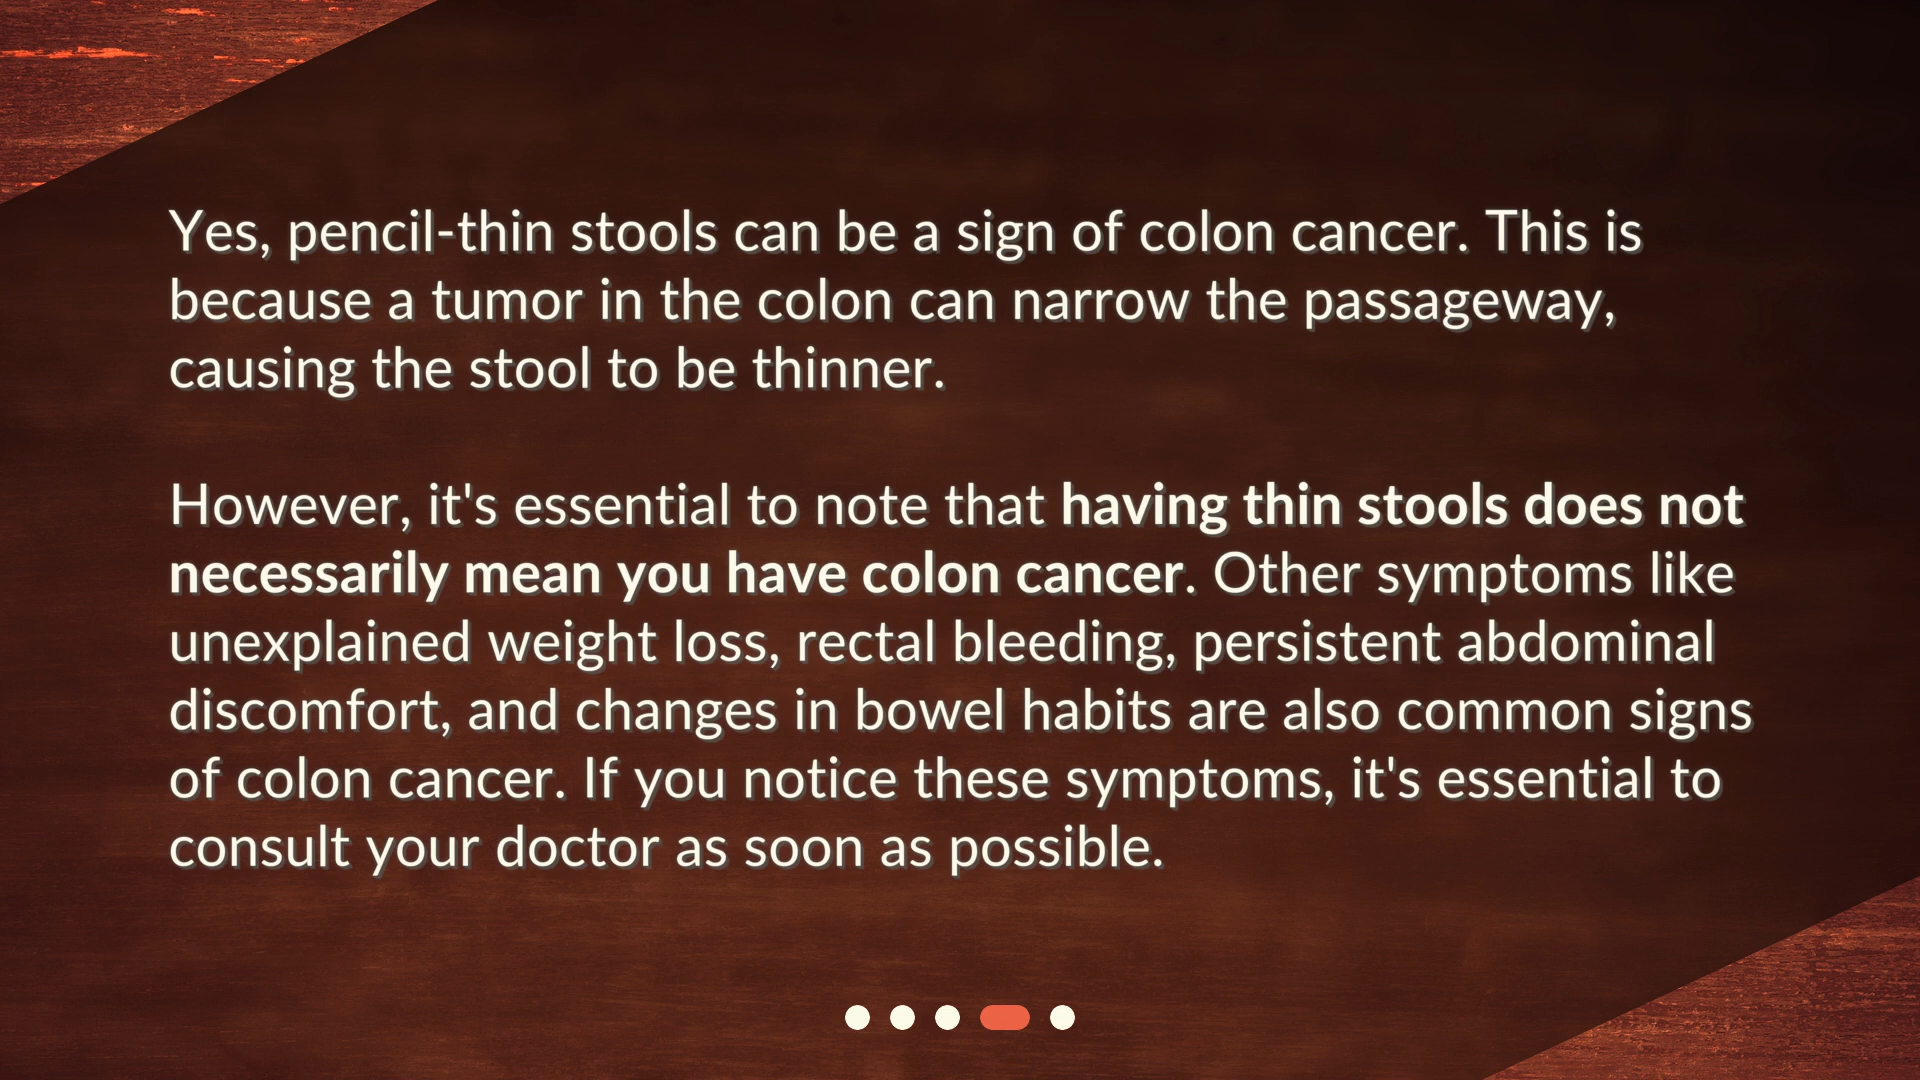 Yes, pencil-thin stools can be a sign of colon cancer. This is
because a tumor in the colon can narrow the passageway,
causing the stool to be thinner.
However, it's essential to note that having thin stools does not
necessarily mean you have colon cancer. Other symptoms like
unexplained weight loss, rectal bleeding, persistent abdominal
discomfort, and changes in bowel habits are also common signs
of colon cancer. If you notice these symptoms, it's essential to
consult your doctor as soon as possible.